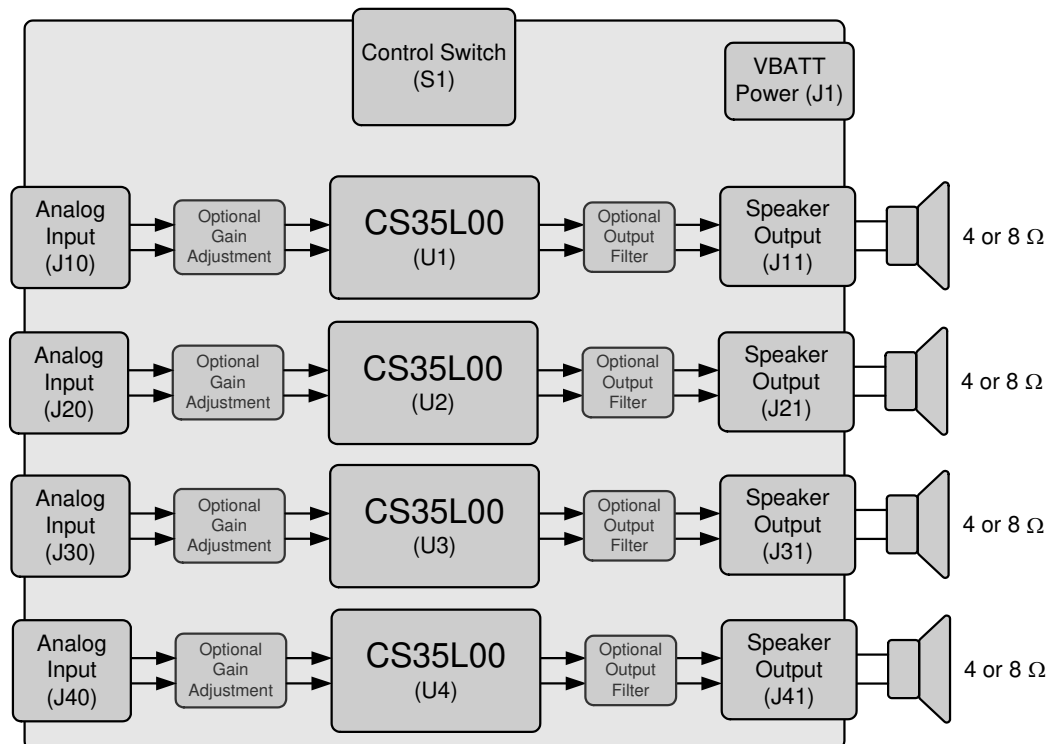 Control Switch
(S1)
VBATT
Power (J1)
Analog
Input
(J10)
Optional
Gain
Adjustment
CS35L00
(U1)
Optional
Output
Filter
Speaker
Output
(J11)
4 or 8 Ω
Analog
Input
(J20)
Optional
Gain
Adjustment
CS35L00
(U2)
Optional
Output
Filter
Speaker
Output
(J21)
4 or 8 Ω
Analog
Input
(J30)
Optional
Gain
Adjustment
CS35L00
(U3)
Optional
Output
Filter
Speaker
Output
(J31)
4 or 8 Ω
Analog
Input
(J40)
Optional
Gain
Adjustment
CS35L00
(U4)
Optional
Output
Filter
Speaker
Output
(J41)
4 or 8 Ω